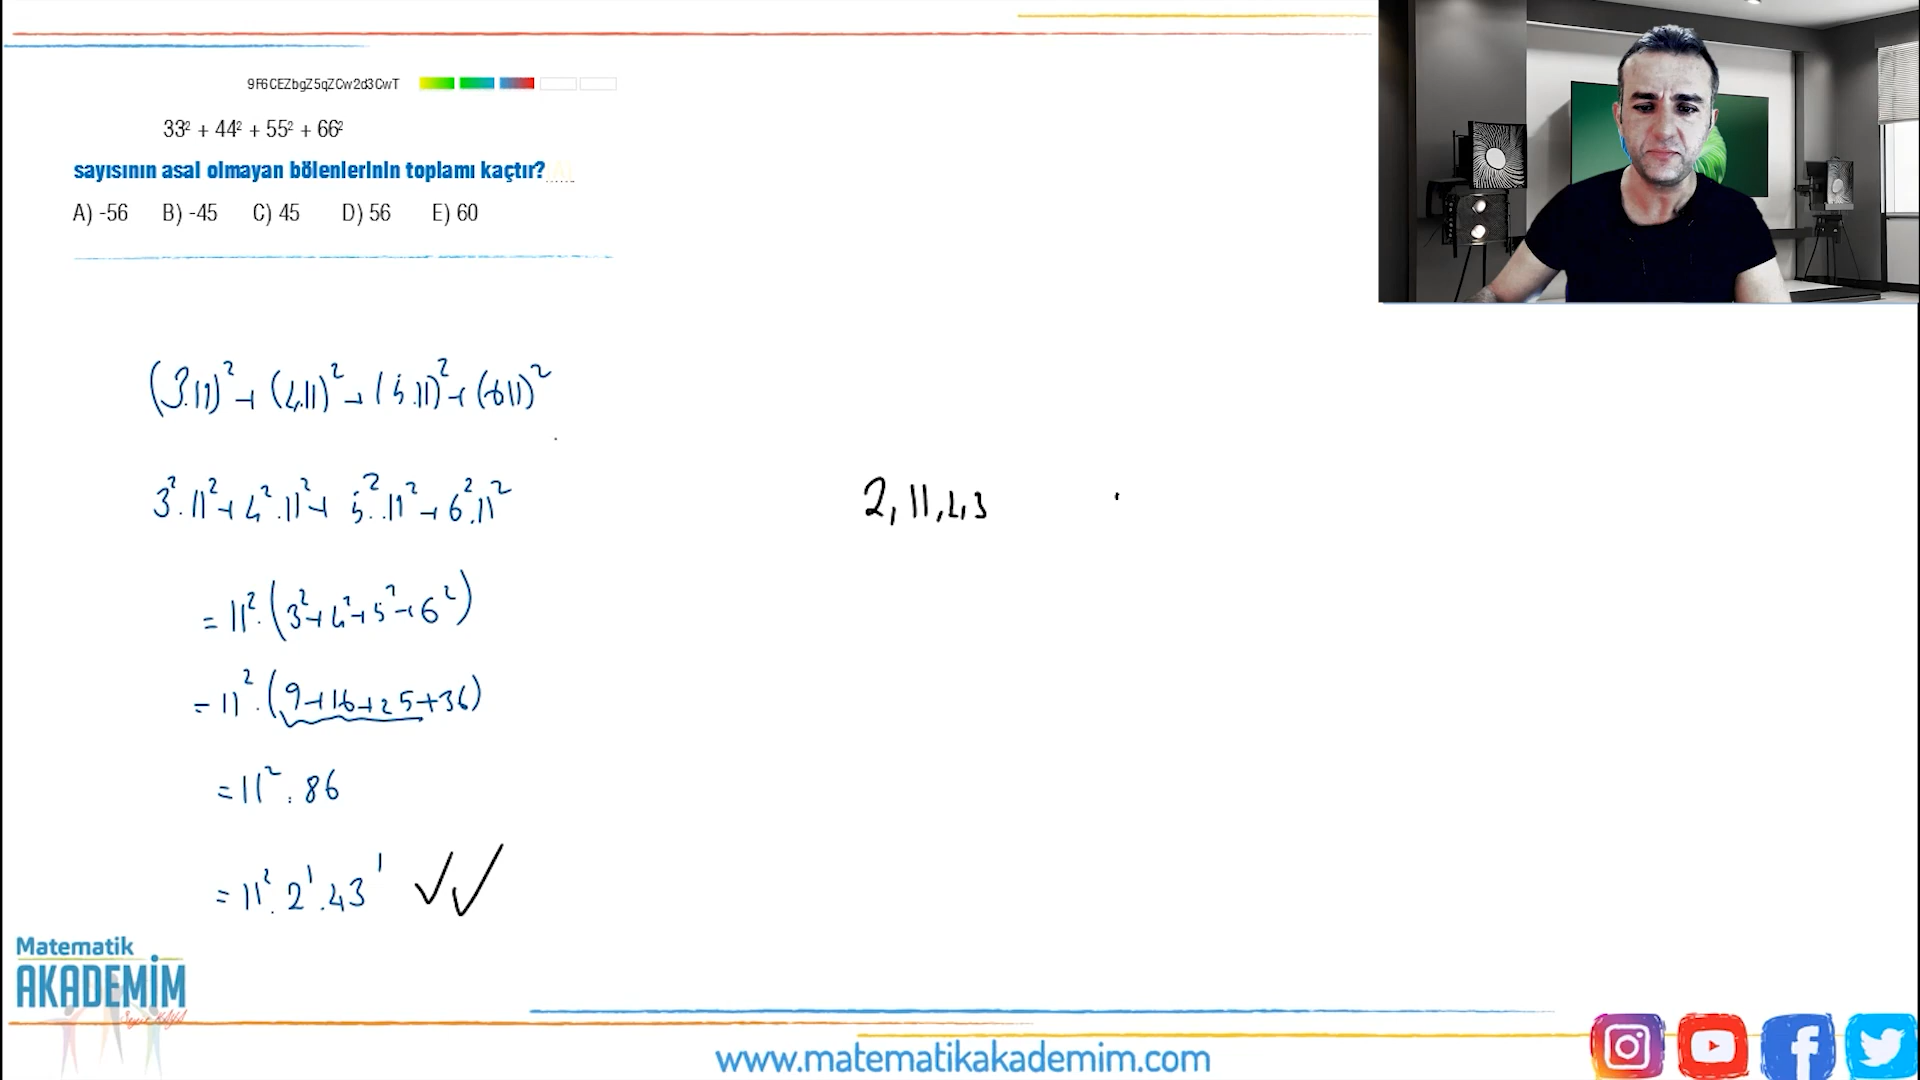 9F6CEZbgZ5qZCw2d3CwT
33² + 44² + 55² + 66²
sayısının asal olmayan bölenlerinin toplamı kaçtır?
A) -56 B) -45 C) 45 D) 56 E) 60
(3.11)² + (4.11)² + (5.11)² + (6.11)²
3².11² + 4².11² + 5².11² + 6².11²
2, 11, 43
= 11².(3² + 4² + 5² + 6²)
= 11².(9 + 16 + 25 + 36)
= 11².86
= 11².2¹.43¹
Matematik
AKADEMİM
www.matematikakademim.com